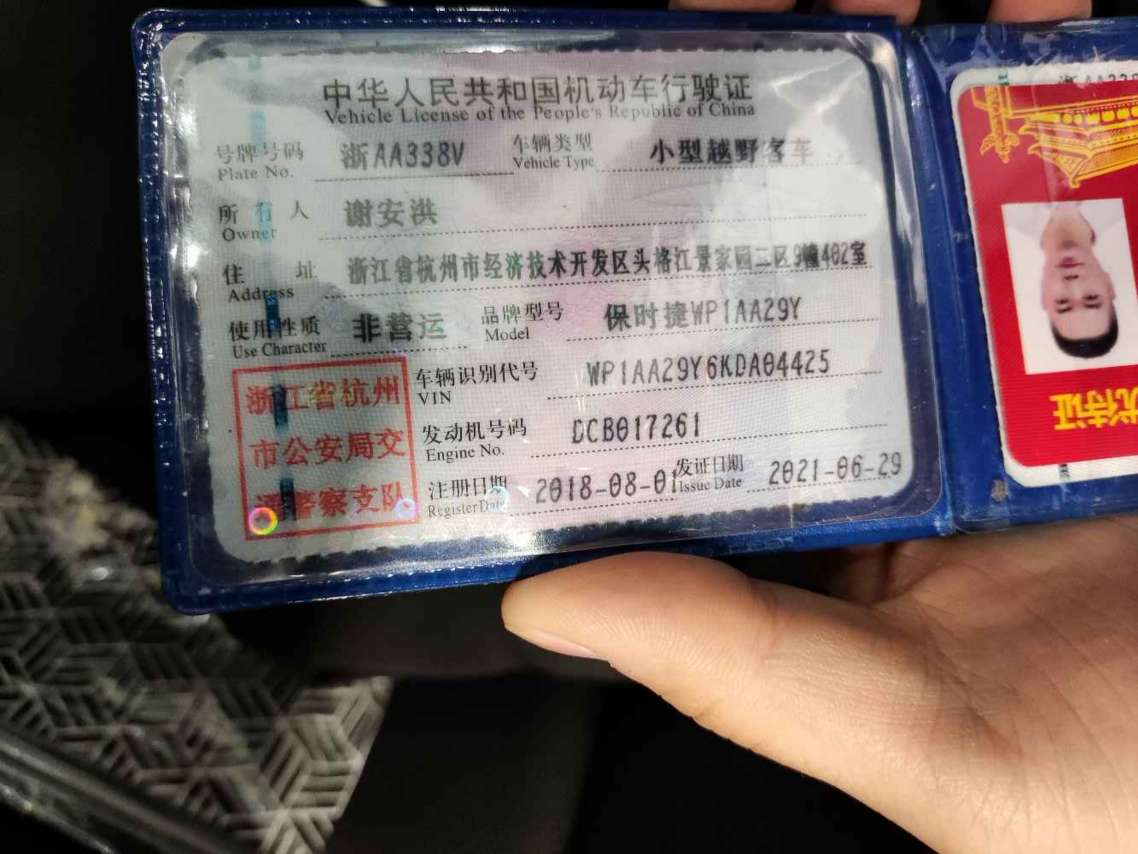 中华人民共和国机动车行驶证
Vehicle License of the People's Republic of China
号牌号码 浙AA338V 车辆类型 小型越野客车
Plate No. Vehicle Type
所有人 谢安洪
Owner
住址 浙江省杭州市经济技术开发区头格江景家园二区9幢402室
Address
使用性质 非营运 品牌型号 保时捷WP1AA29Y
Use Character Model
浙江省杭州
市公安局交
通警察支队
车辆识别代号 WP1AA29Y6KDA04425
VIN
发动机号码 DCB017261
Engine No.
注册日期 2018-08-01 发证日期 2021-06-29
Register Date Issue Date
优待证